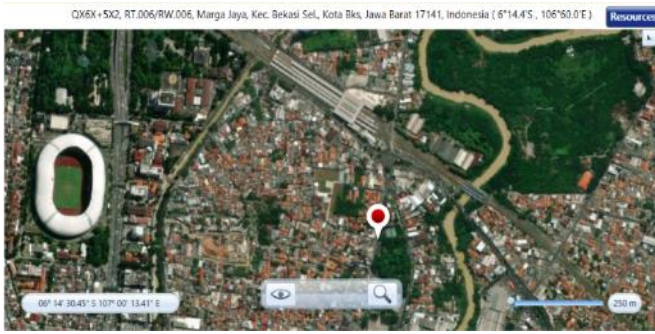 QX6X+5X2, RT.006/RW.006, Marga Jaya, Kec. Bekasi Sel., Kota Bks, Jawa Barat 17141, Indonesia ( 6°14.4'S , 106°60.0'E )
Resources
06° 14' 30.45" S 107° 00' 13.41" E
250 m